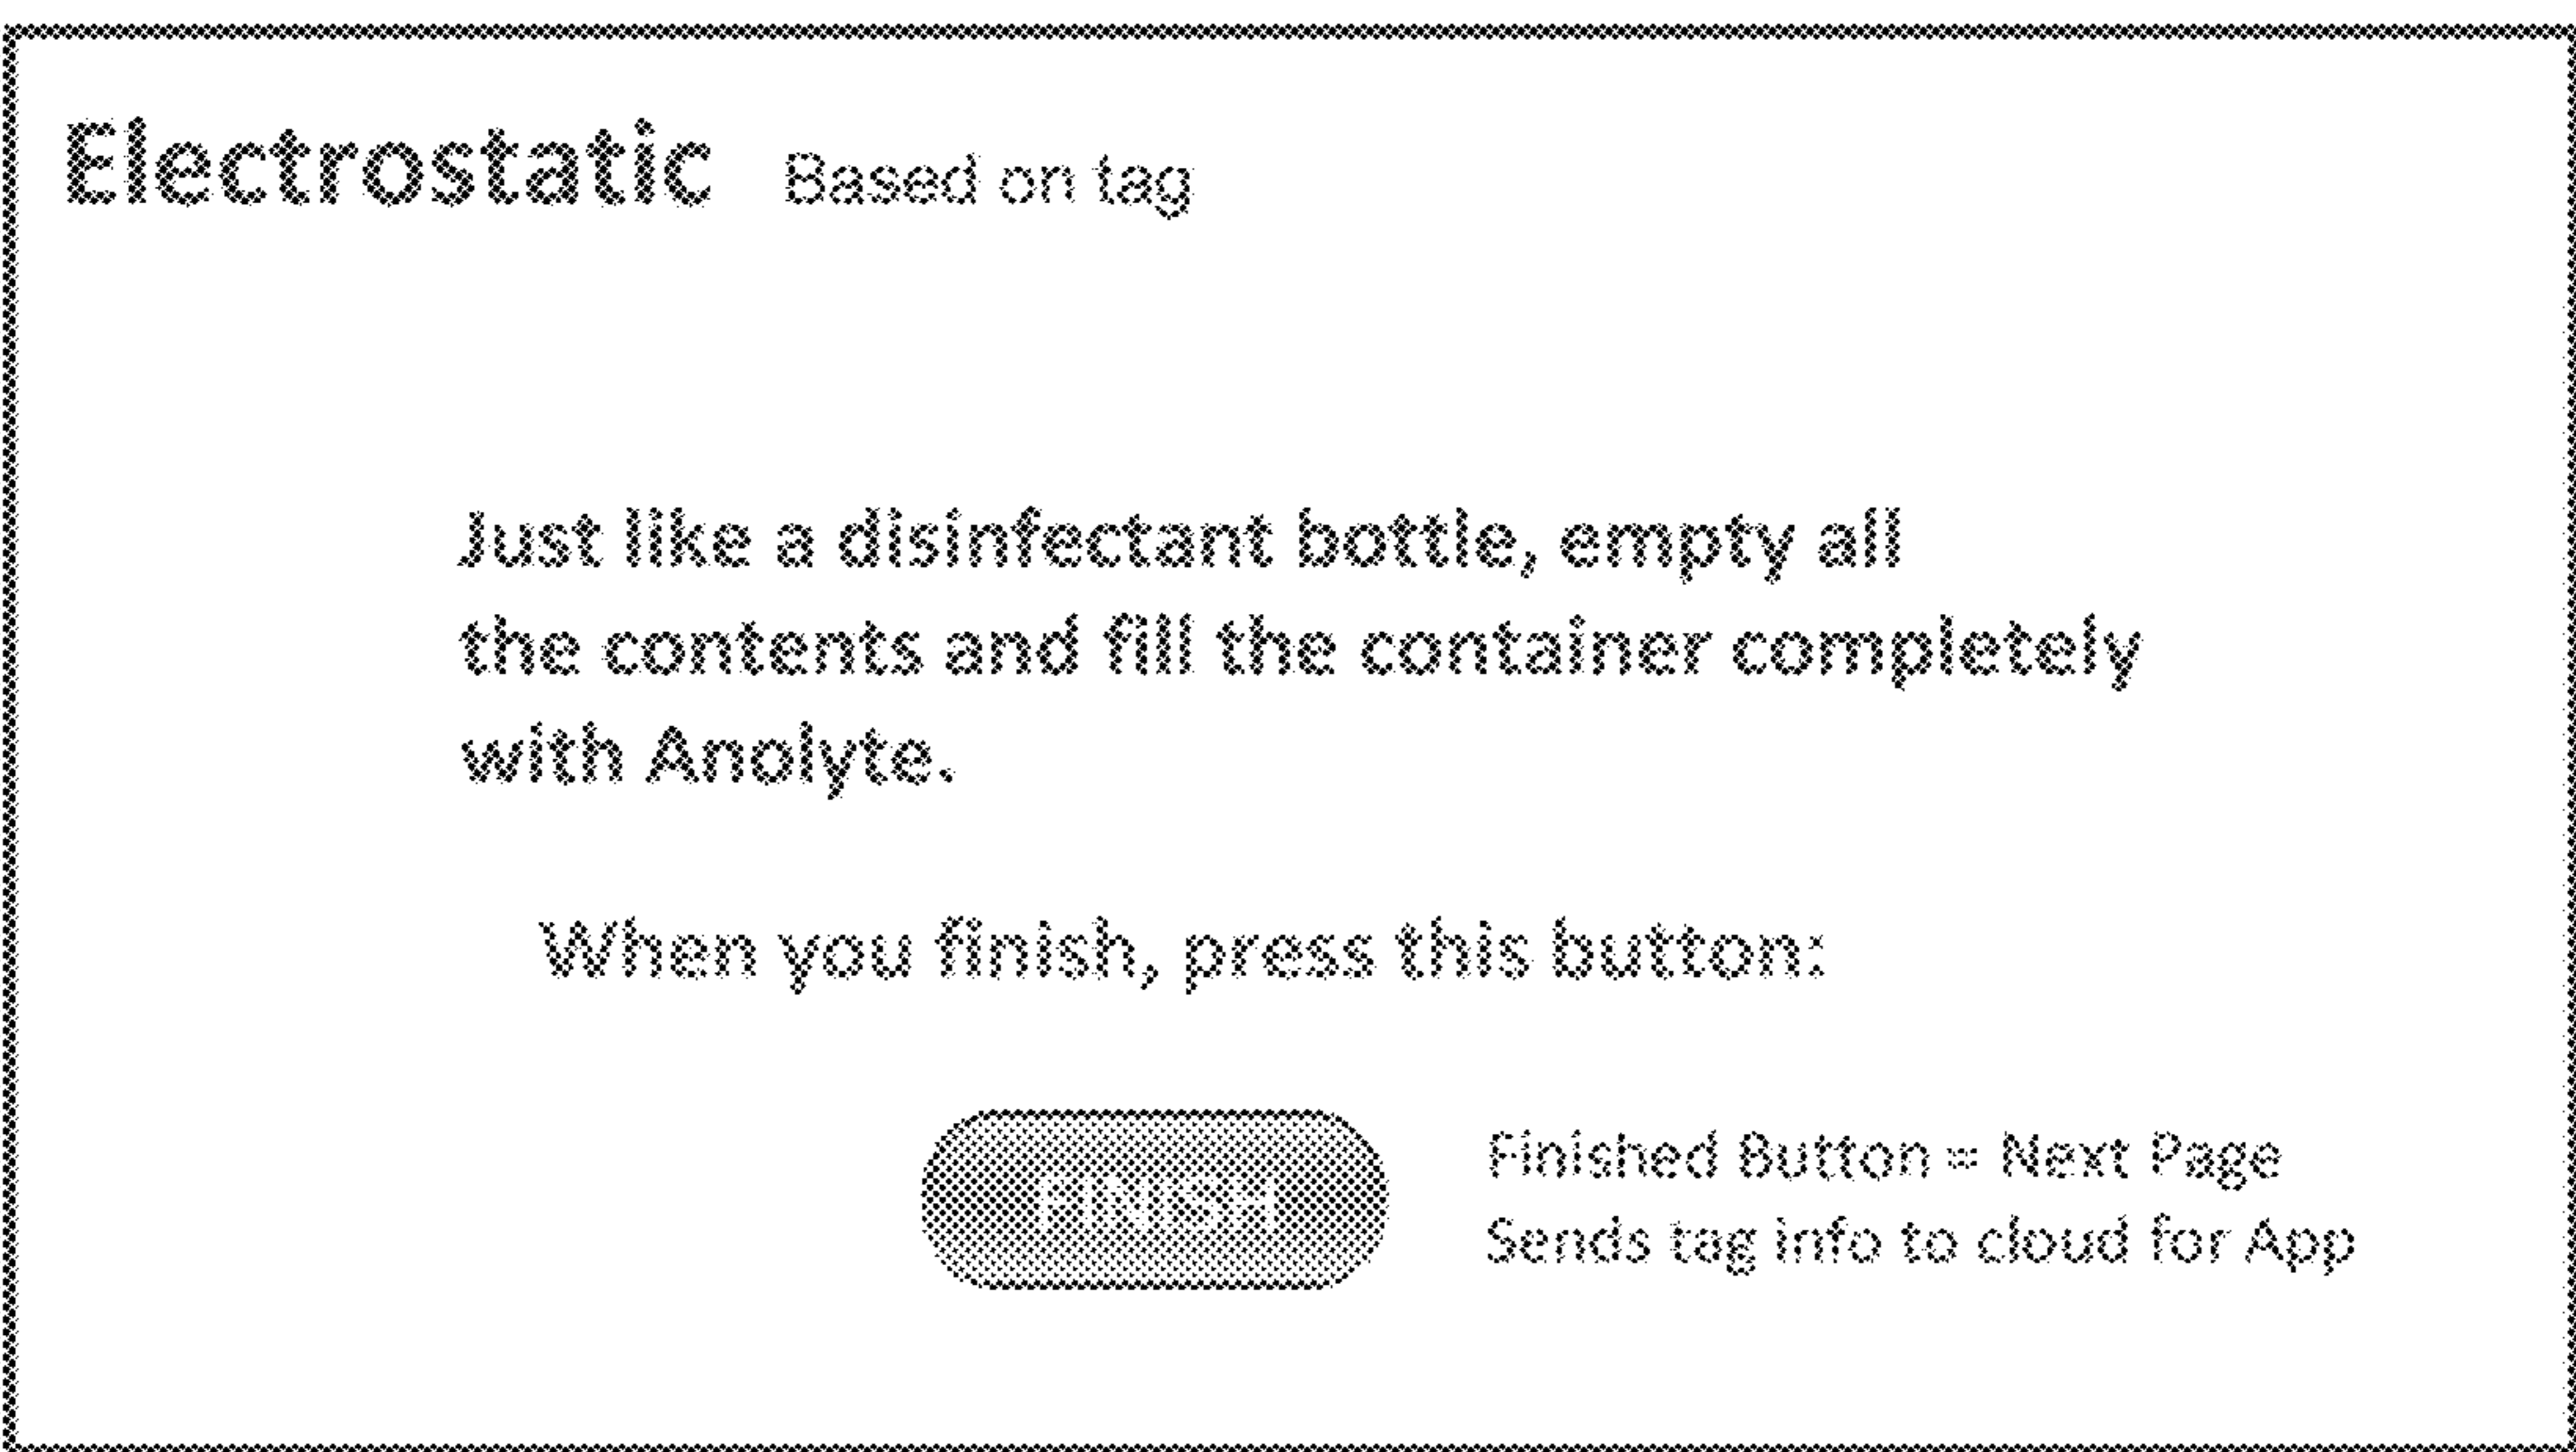 Electrostatic Based on tag
Just like a disinfectant bottle, empty all
the contents and fill the container completely
with Anolyte.
When you finish, press this button:
FINISH
Finished Button = Next Page
Sends tag info to cloud for App